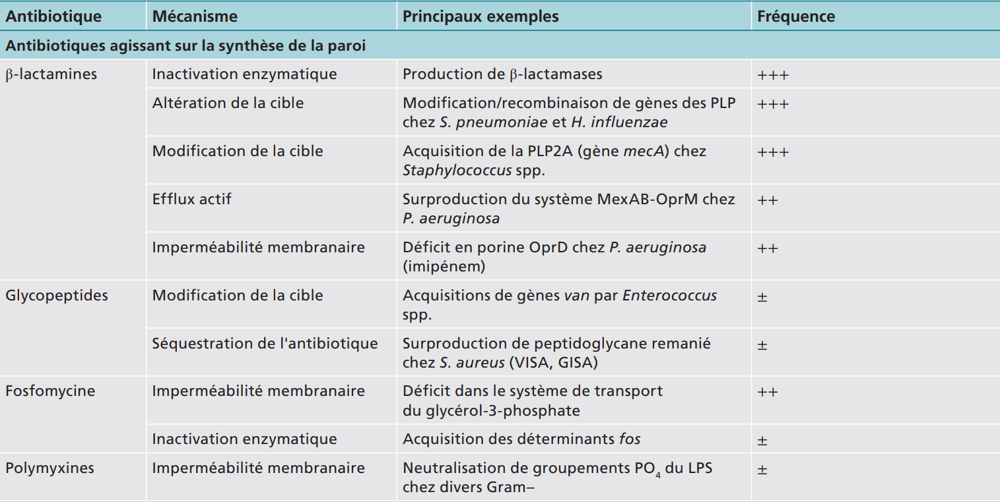 Antibiotique Mécanisme Principaux exemples Fréquence
Antibiotiques agissant sur la synthèse de la paroi
β-lactamines Inactivation enzymatique Production de β-lactamases +++
Altération de la cible Modification/recombinaison de gènes des PLP +++
chez S. pneumoniae et H. influenzae
Modification de la cible Acquisition de la PLP2A (gène mecA) chez +++
Staphylococcus spp.
Efflux actif Surproduction du système MexAB-OprM chez ++
P. aeruginosa
Imperméabilité membranaire Déficit en porine OprD chez P. aeruginosa ++
(imipénem)
Glycopeptides Modification de la cible Acquisitions de gènes van par Enterococcus ±
spp.
Séquestration de l'antibiotique Surproduction de peptidoglycane remanié ±
chez S. aureus (VISA, GISA)
Fosfomycine Imperméabilité membranaire Déficit dans le système de transport ++
du glycérol-3-phosphate
Inactivation enzymatique Acquisition des déterminants fos ±
Polymyxines Imperméabilité membranaire Neutralisation de groupements PO₄ du LPS ±
chez divers Gram−